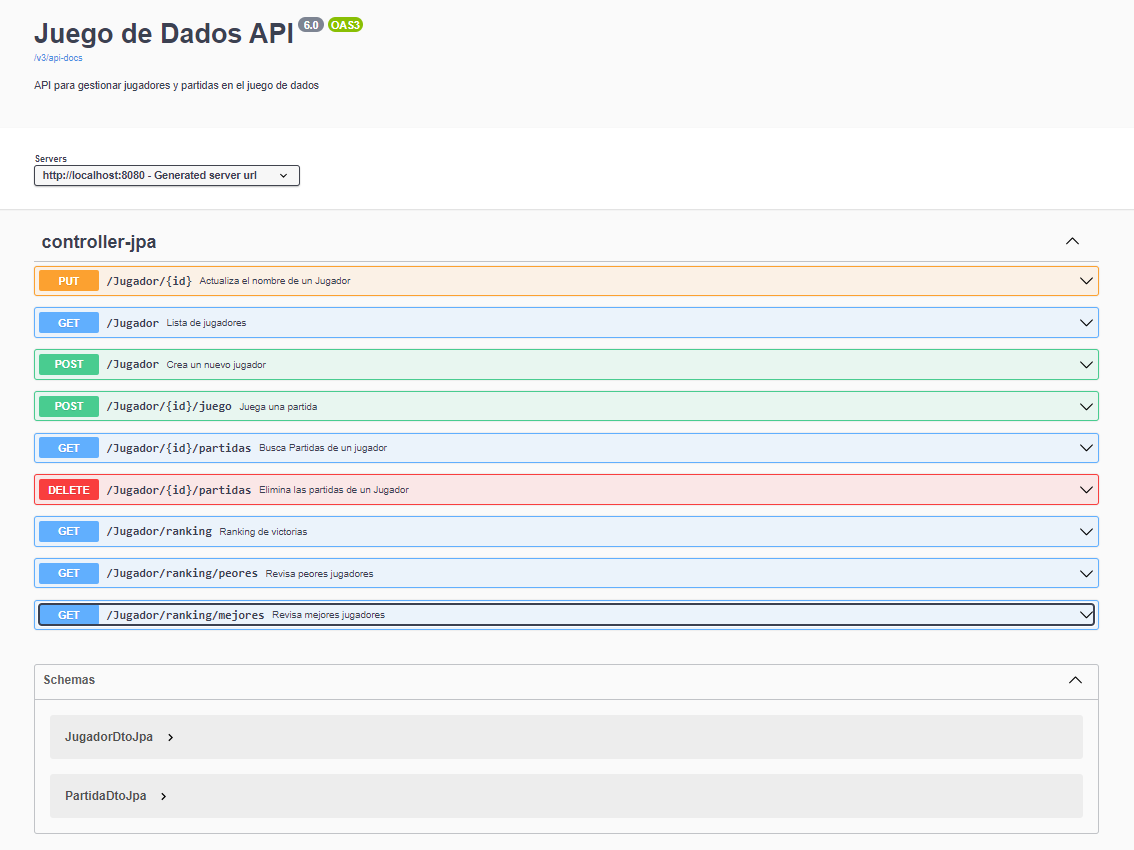 Juego de Dados API 6.0 OAS3
/v3/api-docs
API para gestionar jugadores y partidas en el juego de dados
Servers
http://localhost:8080 - Generated server url
controller-jpa
PUT /Jugador/{id} Actualiza el nombre de un Jugador
GET /Jugador Lista de jugadores
POST /Jugador Crea un nuevo jugador
POST /Jugador/{id}/juego Juega una partida
GET /Jugador/{id}/partidas Busca Partidas de un jugador
DELETE /Jugador/{id}/partidas Elimina las partidas de un Jugador
GET /Jugador/ranking Ranking de victorias
GET /Jugador/ranking/peores Revisa peores jugadores
GET /Jugador/ranking/mejores Revisa mejores jugadores
Schemas
JugadorDtoJpa
PartidaDtoJpa